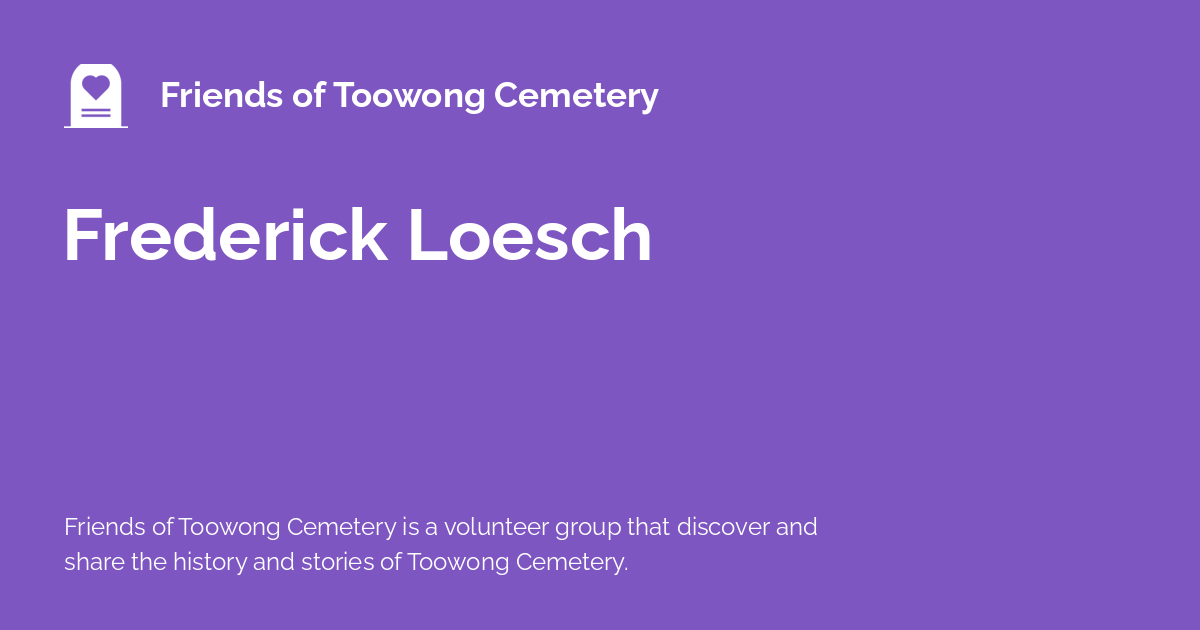 Friends of Toowong Cemetery
Frederick Loesch
Friends of Toowong Cemetery is a volunteer group that discover and
share the history and stories of Toowong Cemetery.